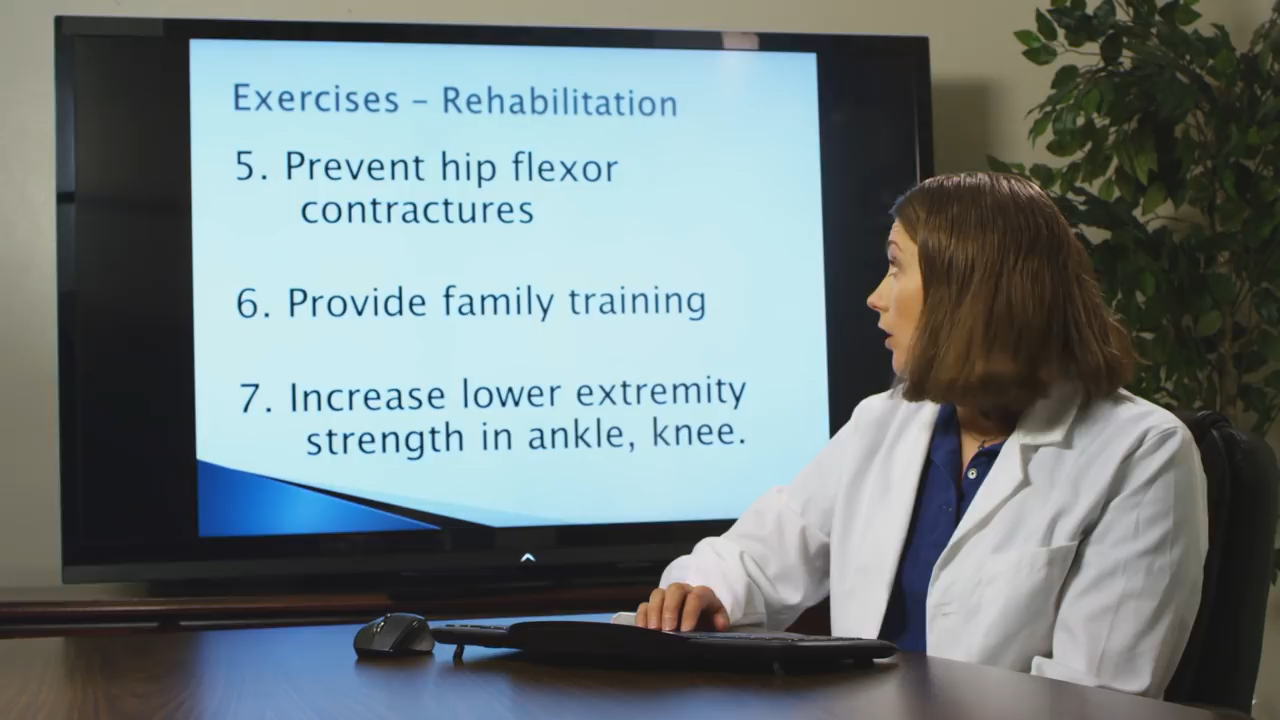 Exercises – Rehabilitation
5. Prevent hip flexor
contractures
6. Provide family training
7. Increase lower extremity
strength in ankle, knee.